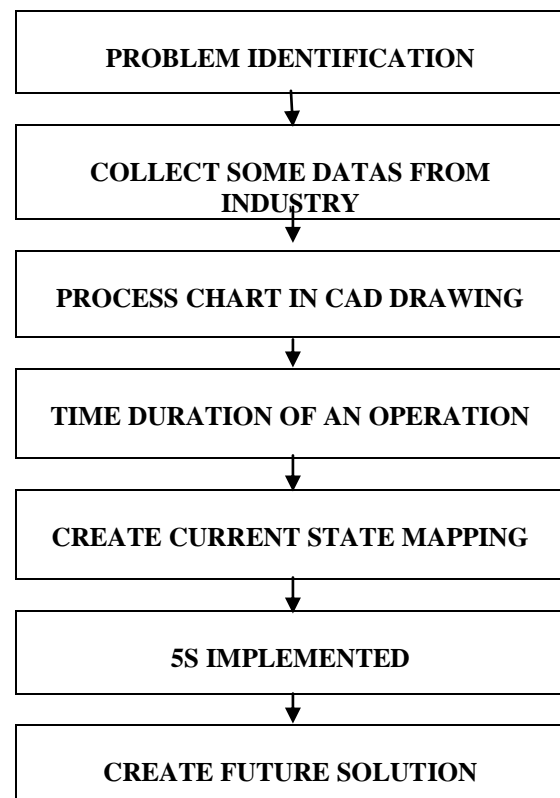 PROBLEM IDENTIFICATION
COLLECT SOME DATAS FROM
INDUSTRY
PROCESS CHART IN CAD DRAWING
TIME DURATION OF AN OPERATION
CREATE CURRENT STATE MAPPING
5S IMPLEMENTED
CREATE FUTURE SOLUTION